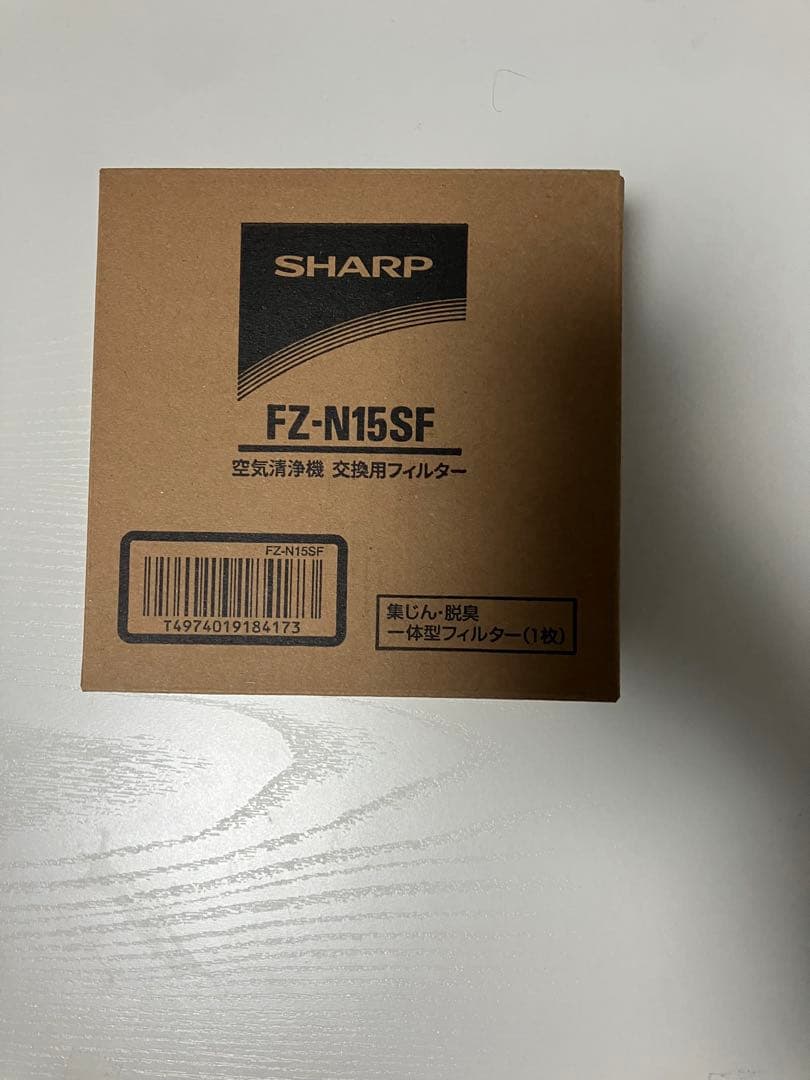 SHARP
FZ-N15SF
空気清浄機 交換用フィルター
FZ-N15SF
T4974019184173
集じん・脱臭
一体型フィルター(1枚)